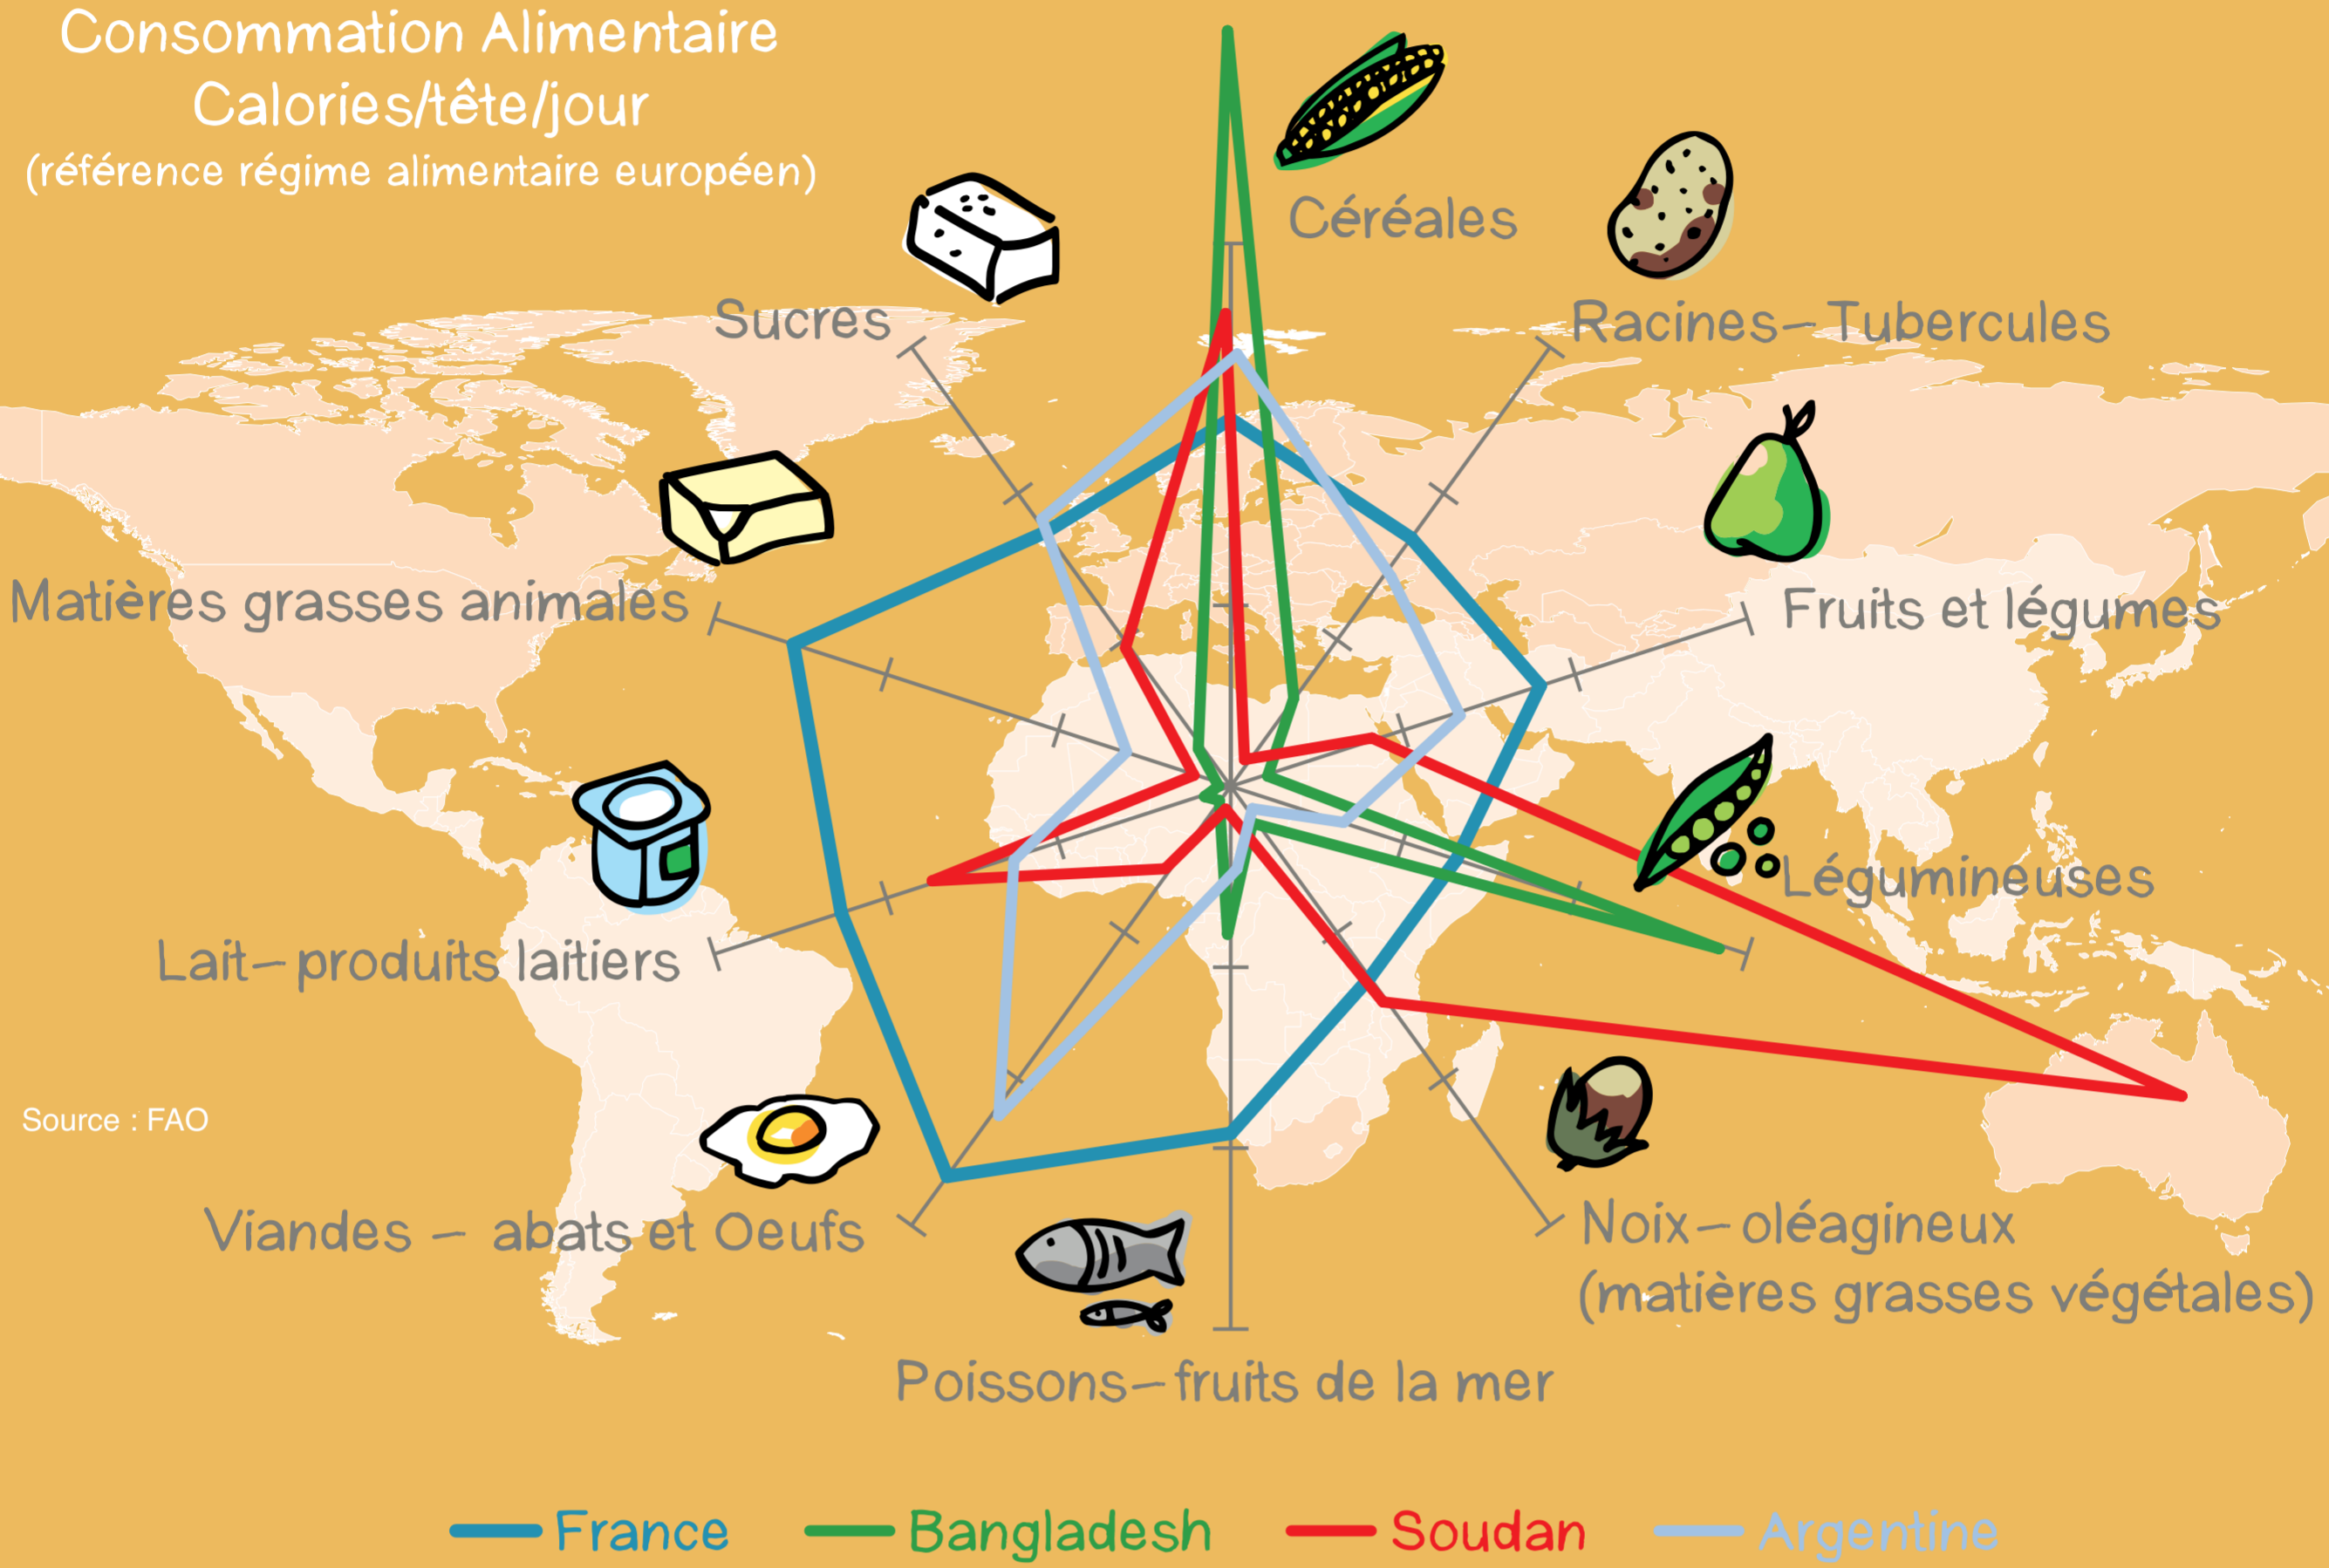 Consommation Alimentaire
Calories/tête/jour
(référence régime alimentaire européen)
Céréales
Sucres
Racines-Tubercules
Matières grasses animales
Fruits et légumes
Légumineuses
Lait-produits laitiers
Source : FAO
Viandes - abats et Oeufs
Noix-oléagineux
(matières grasses végétales)
Poissons-fruits de la mer
France
Bangladesh
Soudan
Argentine